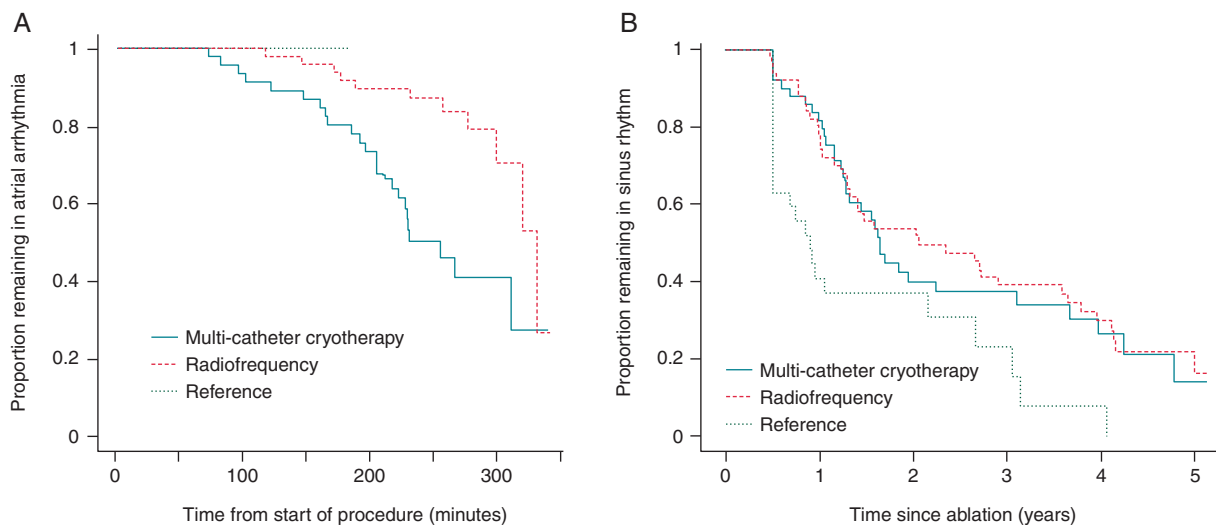 A
Proportion remaining in atrial arrhythmia
1
0.8
0.6
0.4
0.2
0
Multi-catheter cryotherapy
Radiofrequency
Reference
0
100
200
300
Time from start of procedure (minutes)
B
Proportion remaining in sinus rhythm
1
0.8
0.6
0.4
0.2
0
Multi-catheter cryotherapy
Radiofrequency
Reference
0
1
2
3
4
5
Time since ablation (years)